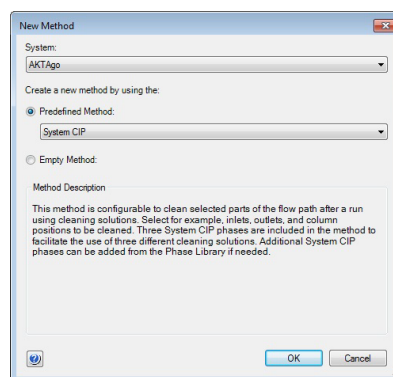 New Method
System:
AKTAgo
Create a new method by using the:
Predefined Method:
System CIP
Empty Method:
Method Description
This method is configurable to clean selected parts of the flow path after a run
using cleaning solutions. Select for example, inlets, outlets, and column
positions to be cleaned. Three System CIP phases are included in the method to
facilitate the use of three different cleaning solutions. Additional System CIP
phases can be added from the Phase Library if needed.
OK
Cancel